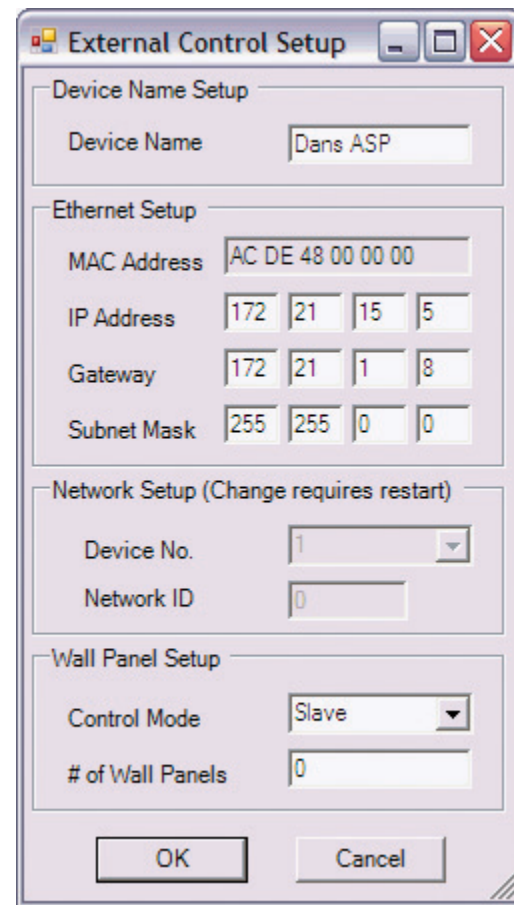 External Control Setup
Device Name Setup
Device Name Dans ASP
Ethernet Setup
MAC Address AC DE 48 00 00 00
IP Address 172 21 15 5
Gateway 172 21 1 8
Subnet Mask 255 255 0 0
Network Setup (Change requires restart)
Device No. 1
Network ID 0
Wall Panel Setup
Control Mode Slave
# of Wall Panels 0
OK Cancel